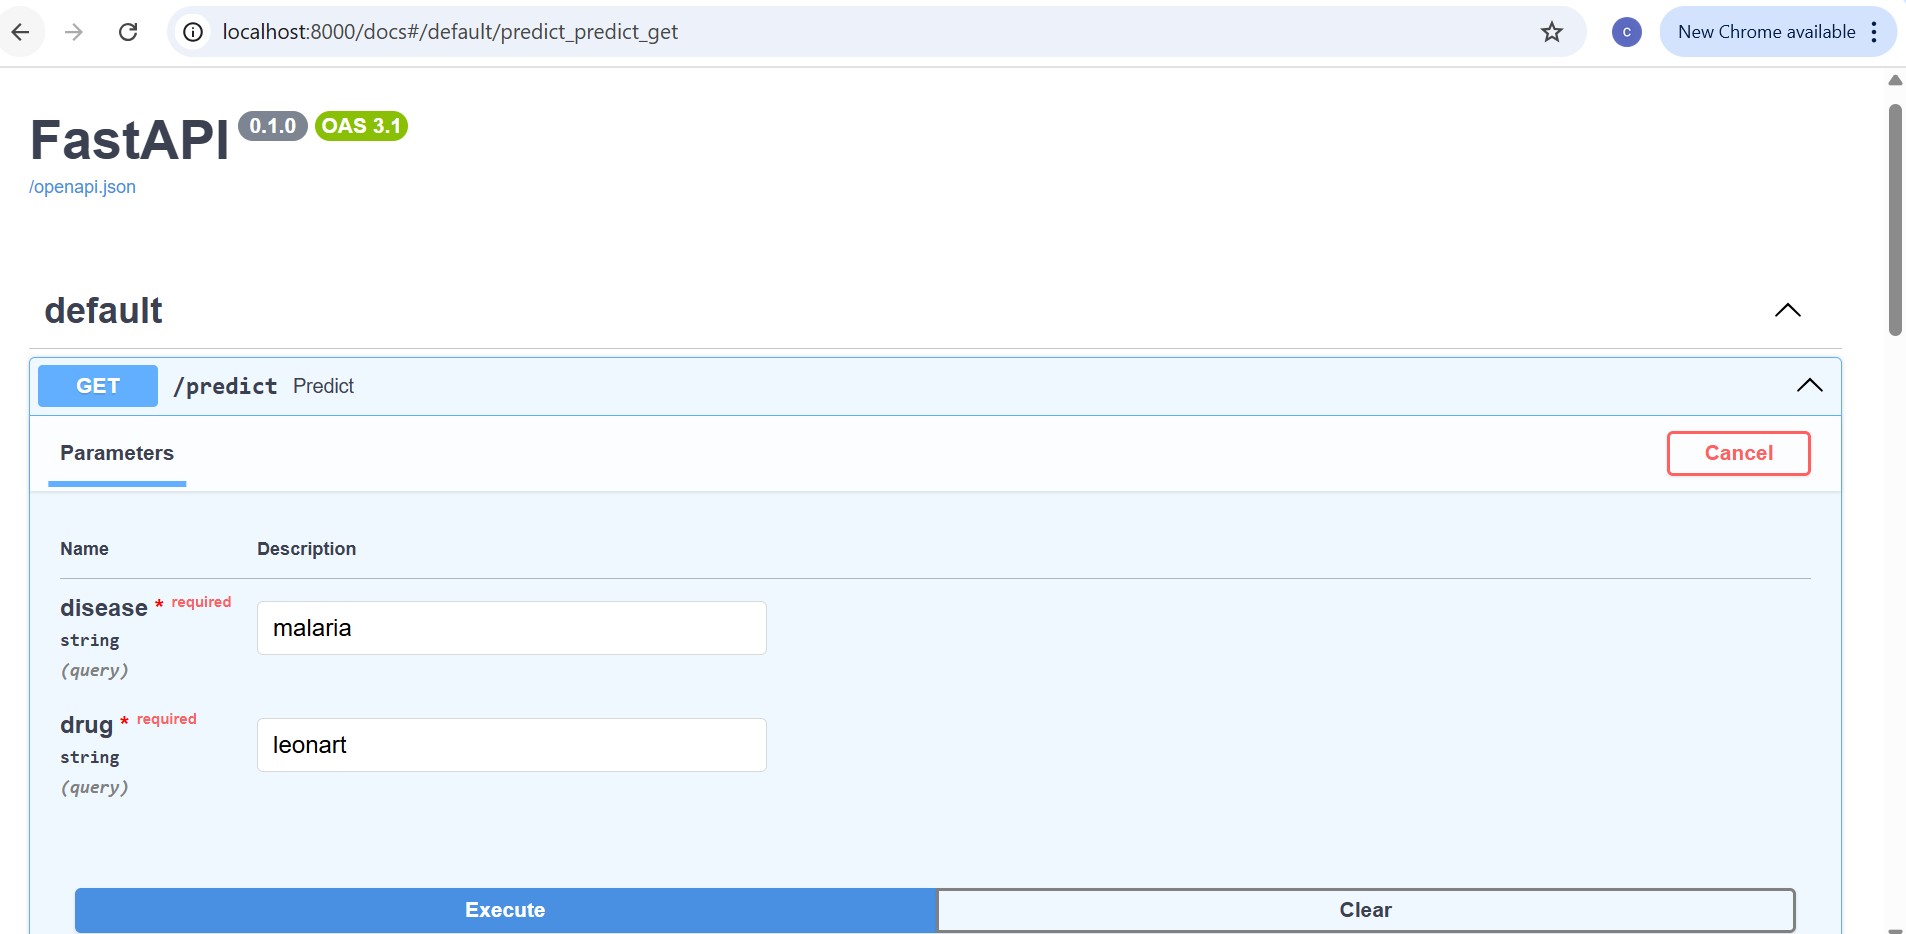 localhost:8000/docs#/default/predict_predict_get
C
New Chrome available
FastAPI 0.1.0 OAS 3.1
/openapi.json
default
GET /predict Predict
Parameters
Cancel
Name Description
disease * required
string
(query)
malaria
drug * required
string
(query)
leonart
Execute Clear